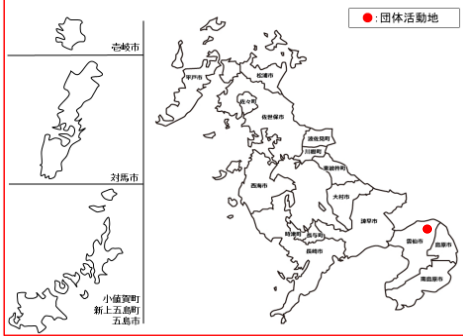 ●:団体活動地
壱岐市
対馬市
小値賀町
新上五島町
五島市
平戸市
松浦市
佐々町
佐世保市
波佐見町
川棚町
東彼杵町
西海市
大村市
時津町
長与町
諫早市
長崎市
雲仙市
島原市
南島原市